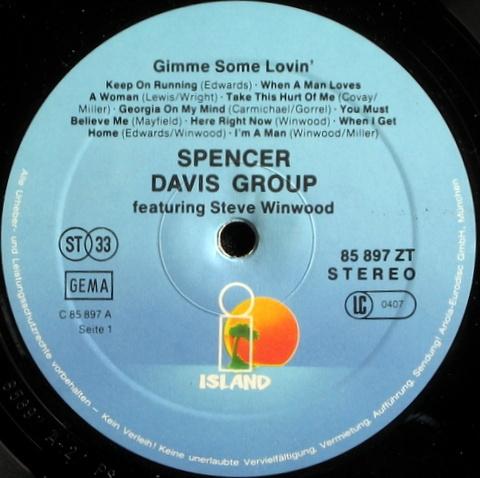 Gimme Some Lovin'
Keep On Running (Edwards) · When A Man Loves
A Woman (Lewis/Wright) · Take This Hurt Of Me (Covay/
Miller) · Georgia On My Mind (Carmichael/Gorrel) · You Must
Believe Me (Mayfield) · Here Right Now (Winwood) · When I Get
Home (Edwards/Winwood) · I'm A Man (Winwood/Miller)
SPENCER
DAVIS GROUP
featuring Steve Winwood
ST 33
85 897 ZT
STEREO
GEMA
LC 0407
C 85 897 A
Seite 1
ISLAND
Alle Urheber- und Leistungsschutzrechte vorbehalten – Kein Verleih! Keine unerlaubte Vervielfältigung, Vermietung, Aufführung, Sendung! Ariola-Eurodisc GmbH, München